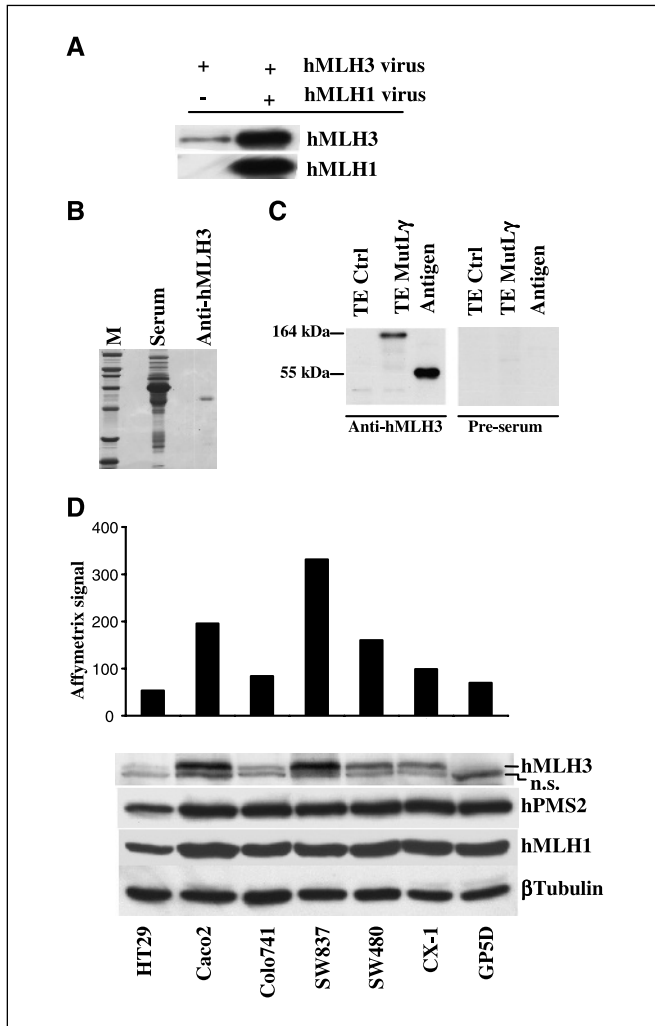 A
+ + hMLH3 virus
- + hMLH1 virus
hMLH3
hMLH1
B
M Serum Anti-hMLH3
C
TE Ctrl TE MutLγ Antigen TE Ctrl TE MutLγ Antigen
164 kDa
55 kDa
Anti-hMLH3 Pre-serum
D
Affymetrix signal
400
300
200
100
0
hMLH3
n.s.
hPMS2
hMLH1
βTubulin
HT29 Caco2 Colo741 SW837 SW480 CX-1 GP5D